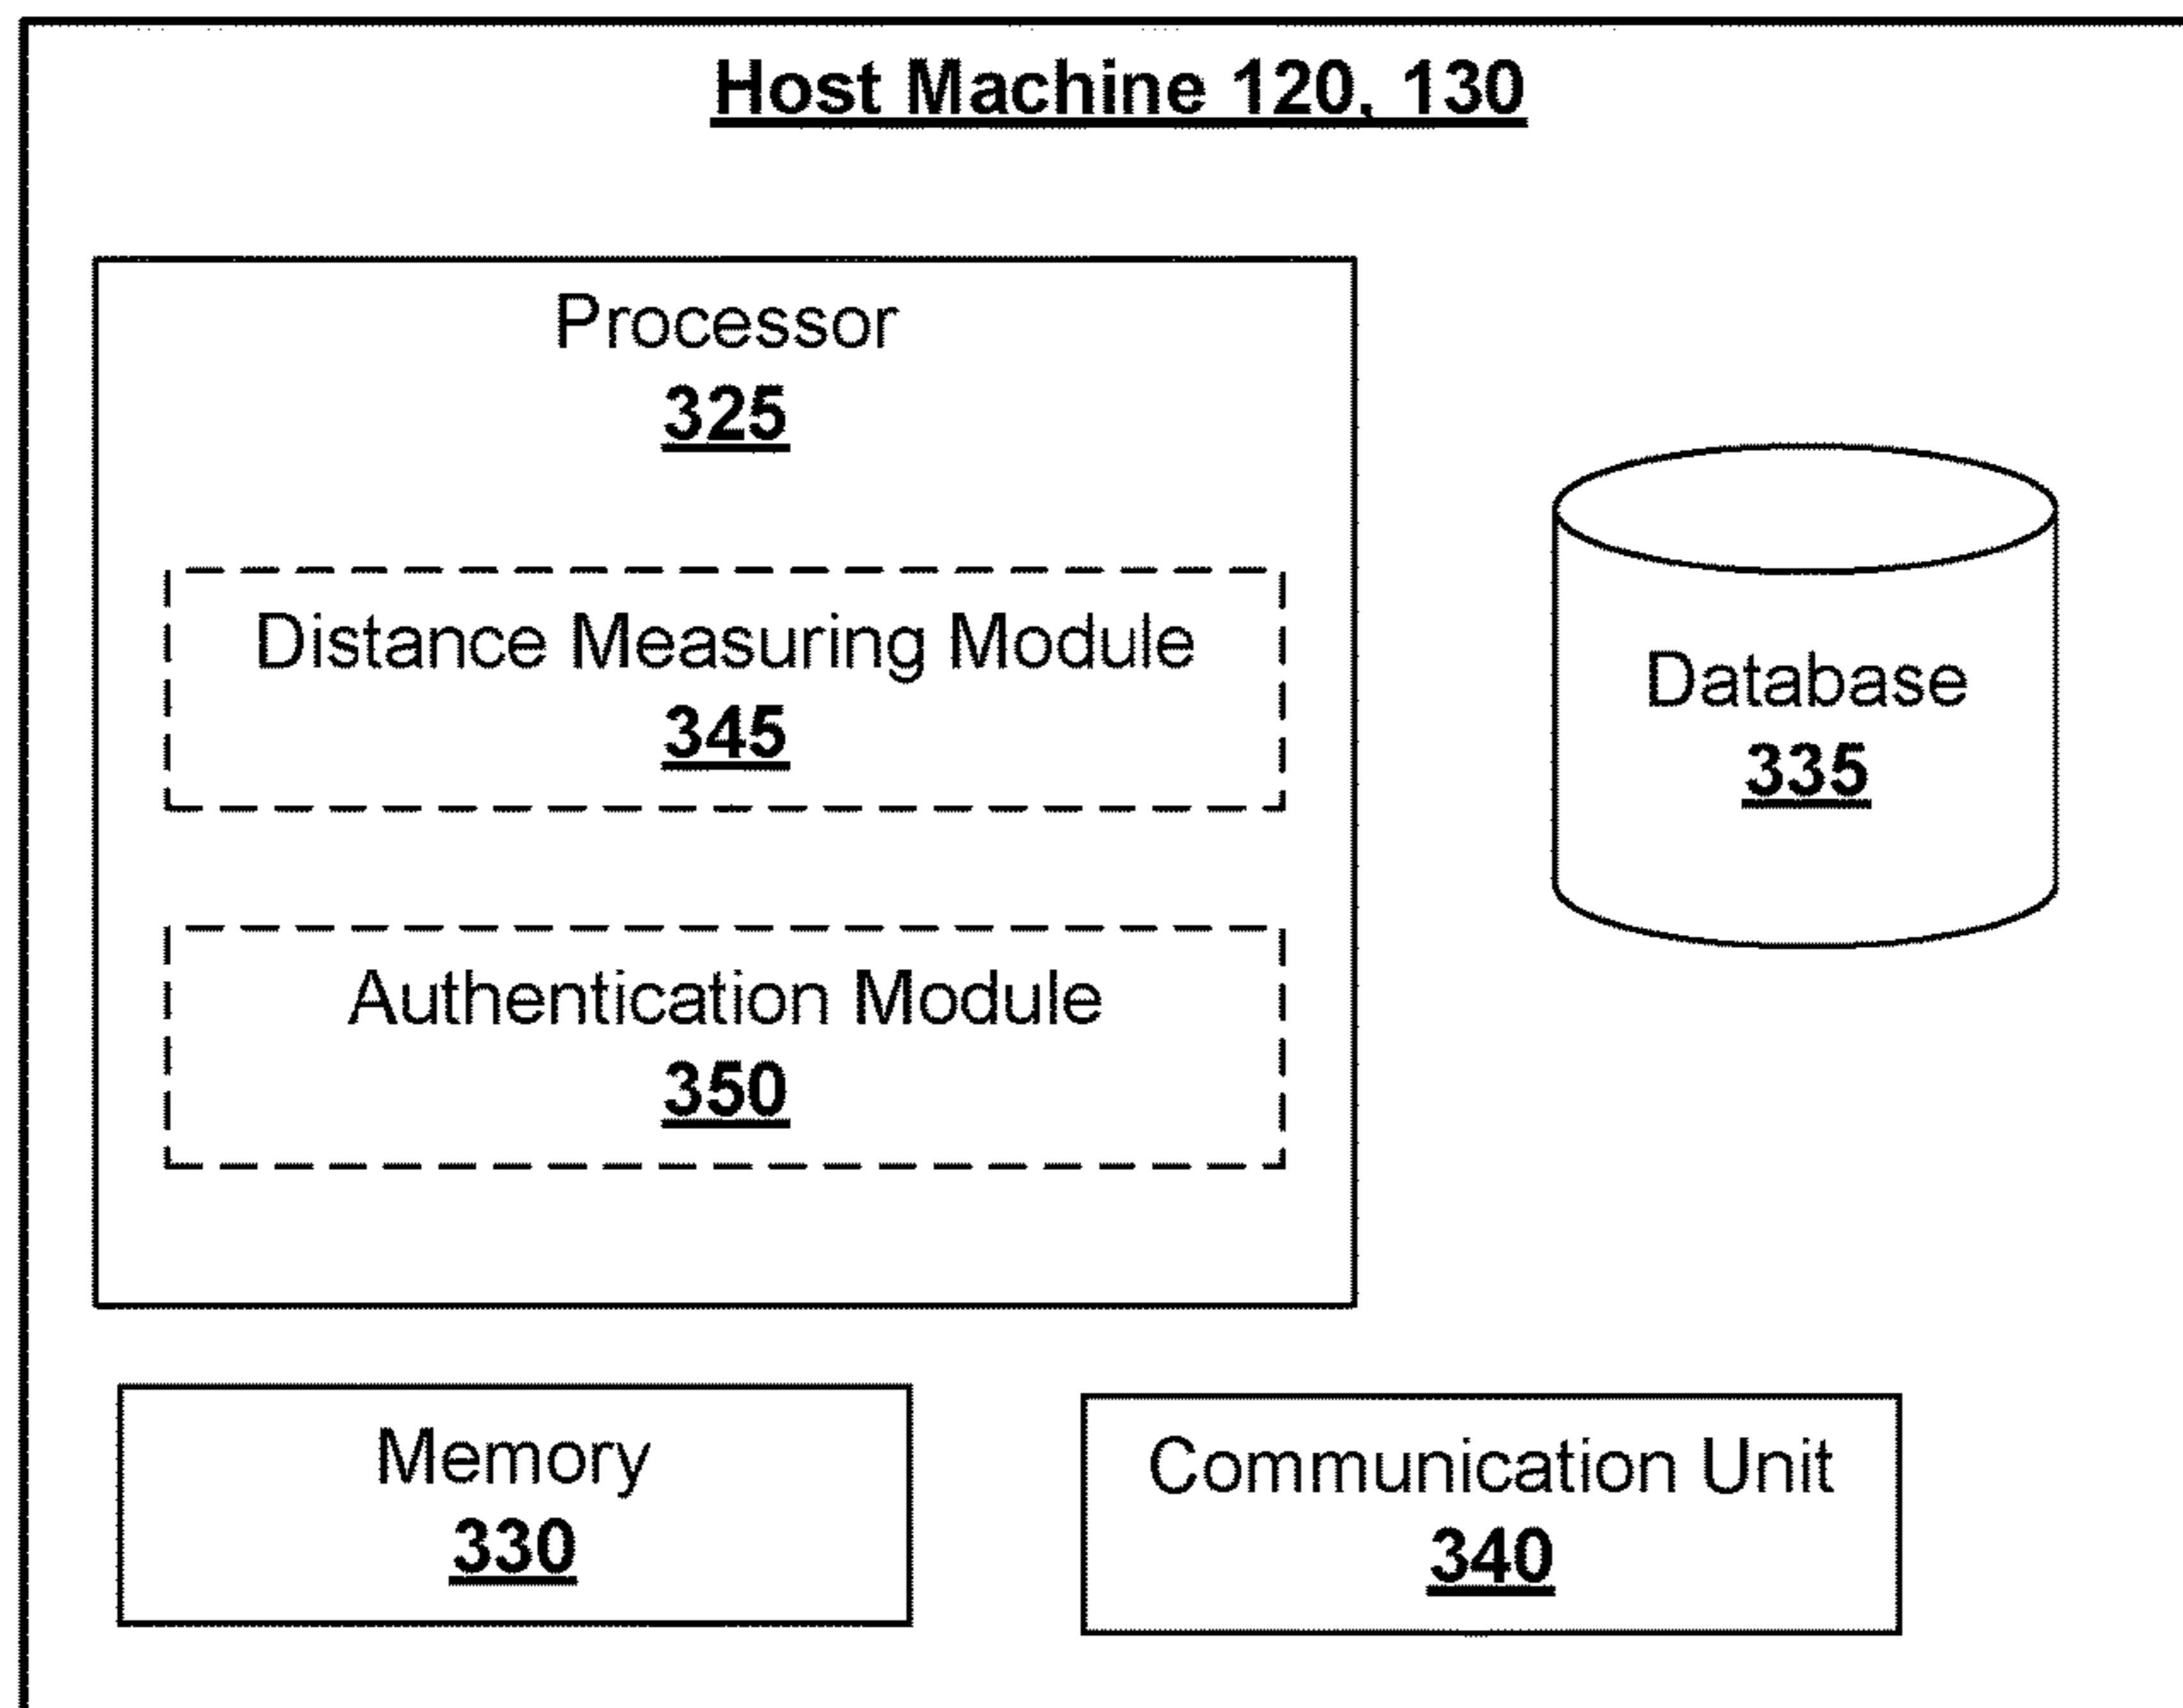 Host Machine 120, 130
Processor
325
Distance Measuring Module
345
Database
335
Authentication Module
350
Memory
330
Communication Unit
340